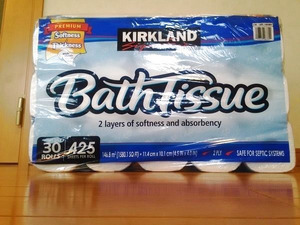 PREMIUM
Softness
Thickness
KIRKLAND
Signature
Bath Tissue
2 layers of softness and absorbency
30
ROLLS
425
SHEETS PER ROLL
2 PLY
SAFE FOR SEPTIC SYSTEMS